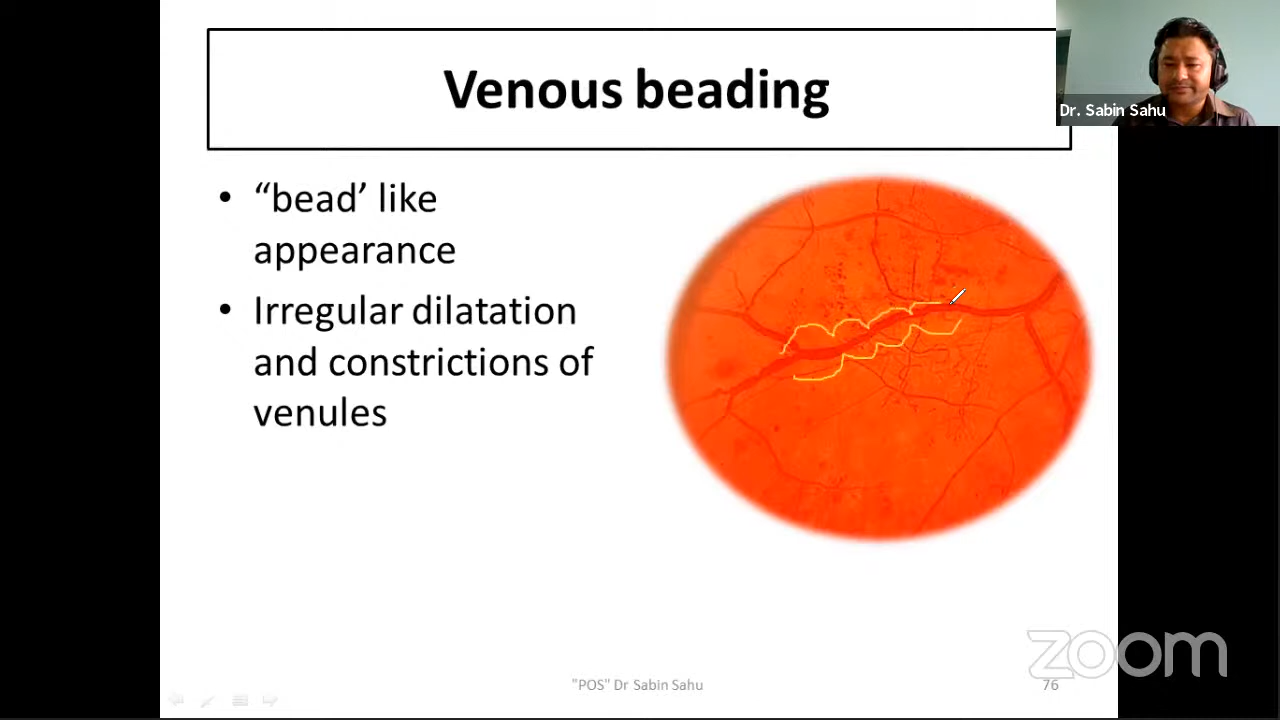 Venous beading
Dr. Sabin Sahu
• “bead’ like
appearance
• Irregular dilatation
and constrictions of
venules
zoom
"POS" Dr Sabin Sahu
76